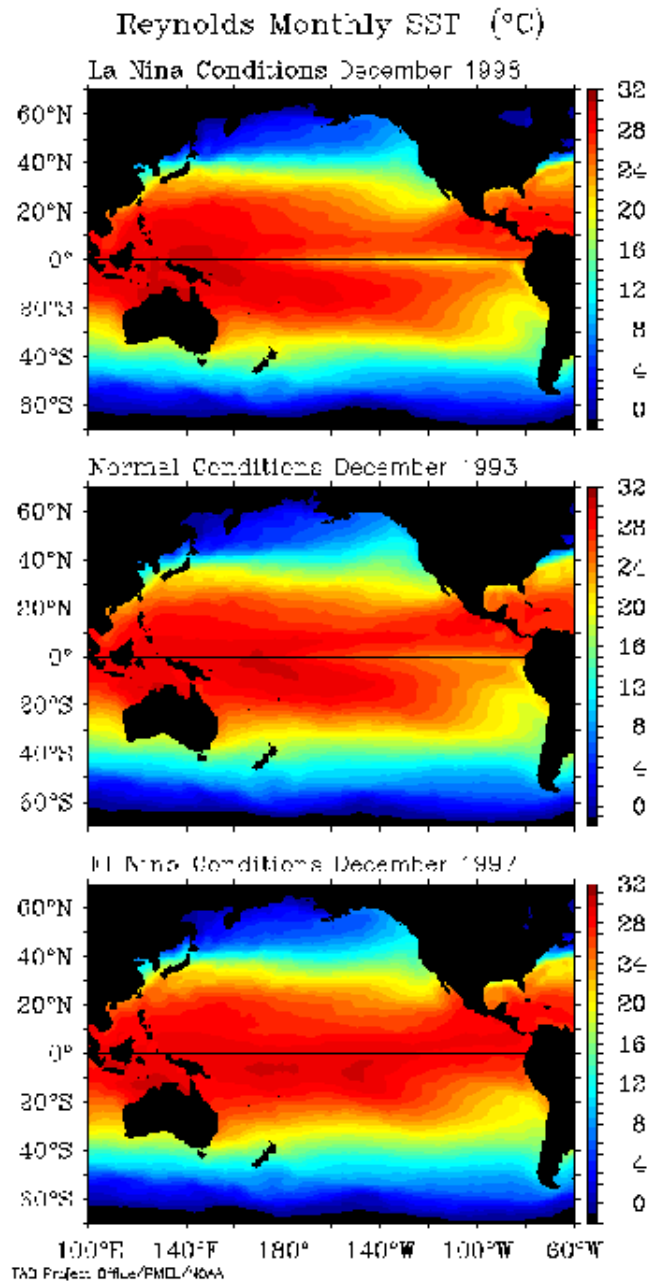 Reynolds Monthly SST (°C)
La Nina Conditions December 1998
60°N
40°N
20°N
0°
20°S
40°S
60°S
32
28
24
20
16
12
8
4
0
Normal Conditions December 1993
60°N
40°N
20°N
0°
20°S
40°S
60°S
32
28
24
20
16
12
8
4
0
El Nino Conditions December 1997
60°N
40°N
20°N
0°
20°S
40°S
60°S
32
28
24
20
16
12
8
4
0
100°E 140°E 180° 140°W 100°W 60°W
TAO Project Office/PMEL/NOAA